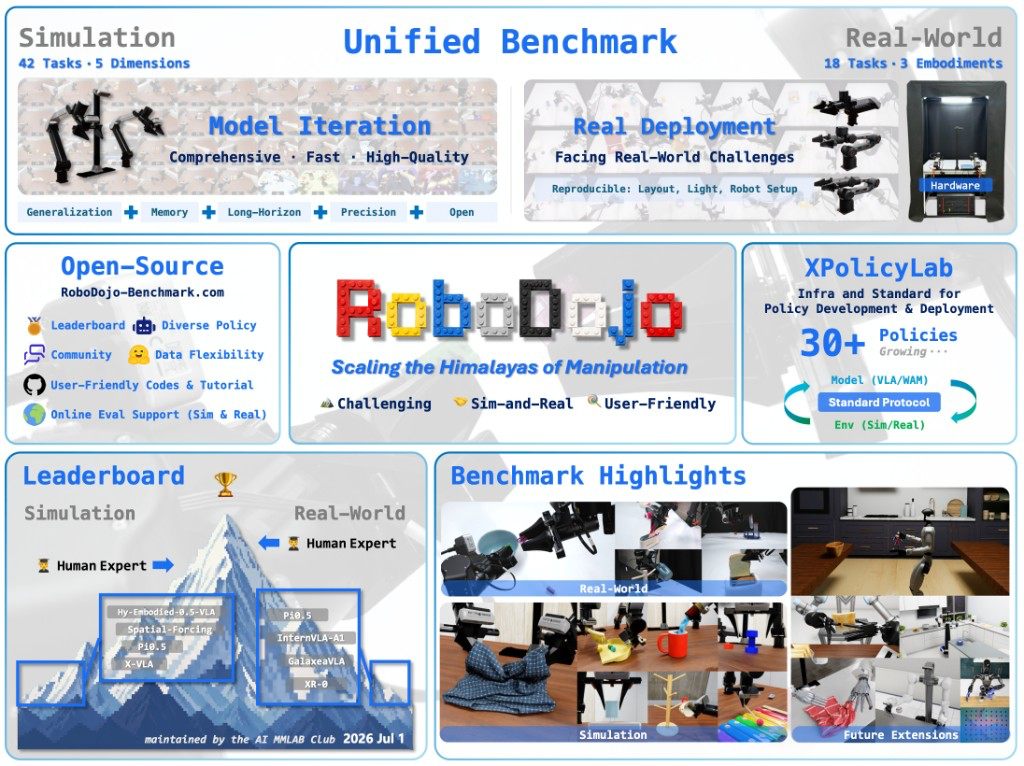 Simulation
42 Tasks · 5 Dimensions
Unified Benchmark
Real-World
18 Tasks · 3 Embodiments
Model Iteration
Comprehensive · Fast · High-Quality
Generalization + Memory + Long-Horizon + Precision + Open
Real Deployment
Facing Real-World Challenges
Reproducible: Layout, Light, Robot Setup
Hardware
Open-Source
RoboDojo-Benchmark.com
Leaderboard
Diverse Policy
Community
Data Flexibility
User-Friendly Codes & Tutorial
Online Eval Support (Sim & Real)
RoboDojo
Scaling the Himalayas of Manipulation
Challenging
Sim-and-Real
User-Friendly
XPolicyLab
Infra and Standard for
Policy Development & Deployment
30+ Policies
Growing···
Model (VLA/WAM)
Standard Protocol
Env (Sim/Real)
Leaderboard
Simulation
Real-World
Human Expert
Human Expert
Hy-Embodied-0.5-VLA
Spatial-Forcing
Pi0.5
X-VLA
Pi0.5
InternVLA-A1
GalaxeaVLA
XR-0
maintained by the AI MMLAB Club 2026 Jul 1
Benchmark Highlights
Real-World
Simulation
Future Extensions